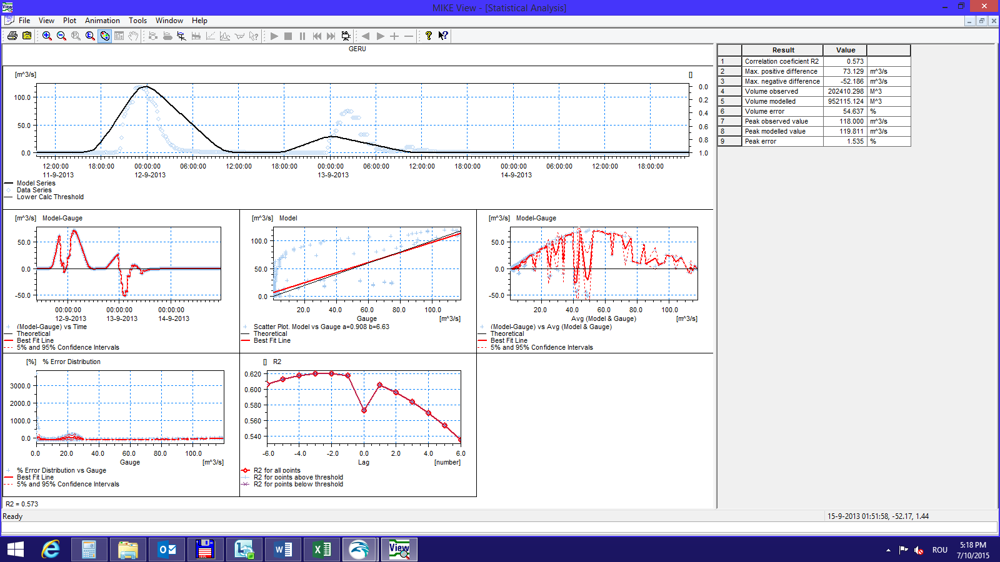 MIKE View - [Statistical Analysis]
File View Plot Animation Tools Window Help
GERU
[m^3/s] []
100.0
50.0
0.0
0.0
0.2
0.4
0.6
0.8
1.0
12:00:00 18:00:00 00:00:00 06:00:00 12:00:00 18:00:00 00:00:00 06:00:00 18:00:00 00:00:00 06:00:00 12:00:00 18:00:00
11-9-2013 12-9-2013 13-9-2013 14-9-2013
Model Series
Data Series
Lower Calc Threshold
[m^3/s] Model-Gauge
50.0
0.0
-50.0
00:00:00 00:00:00 00:00:00
12-9-2013 13-9-2013 14-9-2013
(Model-Gauge) vs Time
Theoretical
Best Fit Line
5% and 95% Confidence Intervals
[m^3/s] Model
100.0
50.0
0.0
20.0 40.0 60.0 80.0 100.0
Gauge [m^3/s]
Scatter Plot. Model vs Gauge a=0.908 b=6.63
Theoretical
Best Fit Line
[m^3/s] Model-Gauge
50.0
0.0
-50.0
20.0 40.0 60.0 80.0 100.0
Avg (Model & Gauge) [m^3/s]
(Model-Gauge) vs Avg (Model & Gauge)
Theoretical
Best Fit Line
5% and 95% Confidence Intervals
[%] % Error Distribution
3000.0
2000.0
1000.0
0.0
0.0 20.0 40.0 60.0 80.0 100.0
Gauge [m^3/s]
% Error Distribution vs Gauge
Best Fit Line
5% and 95% Confidence Intervals
[] R2
0.620
0.600
0.580
0.560
0.540
-6.0 -4.0 -2.0 0.0 2.0 4.0 6.0
Lag [number]
R2 for all points
R2 for points above threshold
R2 for points below threshold
R2 = 0.573
Result Value
1 Correlation coeficient R2 0.573
2 Max. positive difference 73.129 m^3/s
3 Max. negative difference -52.186 m^3/s
4 Volume observed 202410.298 M^3
5 Volume modelled 952115.124 M^3
6 Volume error 54.637 %
7 Peak observed value 118.000 m^3/s
8 Peak modelled value 119.811 m^3/s
9 Peak error 1.535 %
Ready 15-9-2013 01:51:58, -52.17, 1.44
View
ROU
5:18 PM
7/10/2015